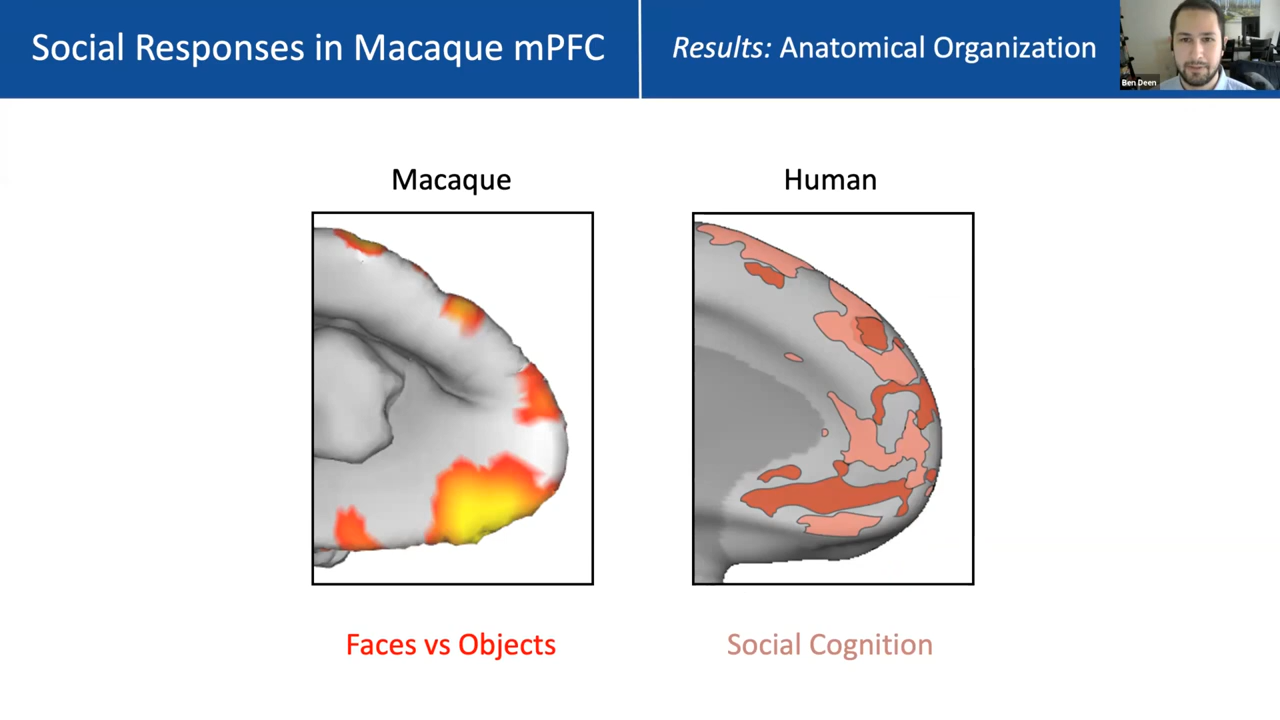 Social Responses in Macaque mPFC
Results: Anatomical Organization
Ben Deen
Macaque
Human
Faces vs Objects
Social Cognition